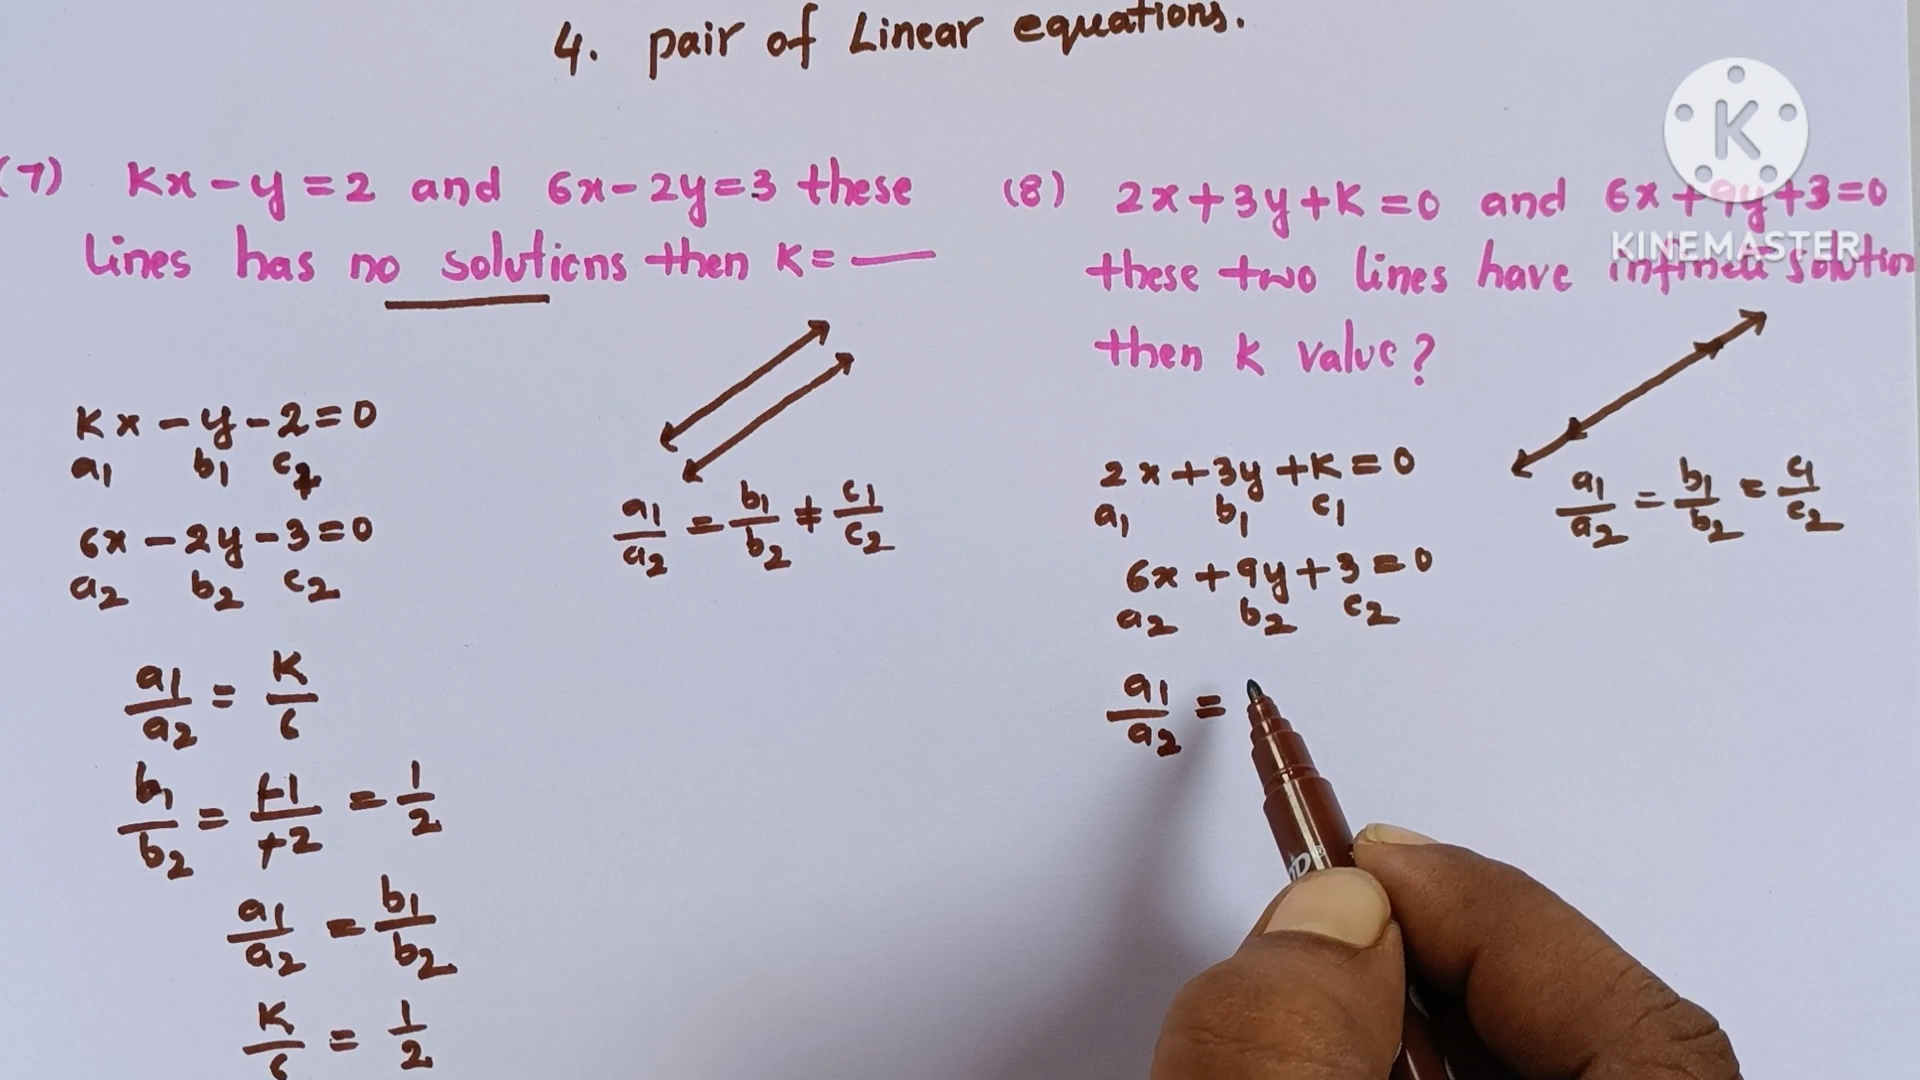 4. pair of Linear equations.
(7) Kx - y = 2 and 6x - 2y = 3 these
lines has no solutions then K = —
Kx - y - 2 = 0
a1 b1 c2
6x - 2y - 3 = 0
a2 b2 c2
a1/a2 = b1/b2 ≠ c1/c2
a1/a2 = K/6
b1/b2 = -1/-2 = 1/2
a1/a2 = b1/b2
K/6 = 1/2
(8) 2x + 3y + K = 0 and 6x + 9y + 3 = 0
these two lines have solution
then K value?
2x + 3y + K = 0
a1 b1 c1
6x + 9y + 3 = 0
a2 b2 c2
a1/a2 = b1/b2 = c1/c2
a1/a2 =
K
KINEMASTER